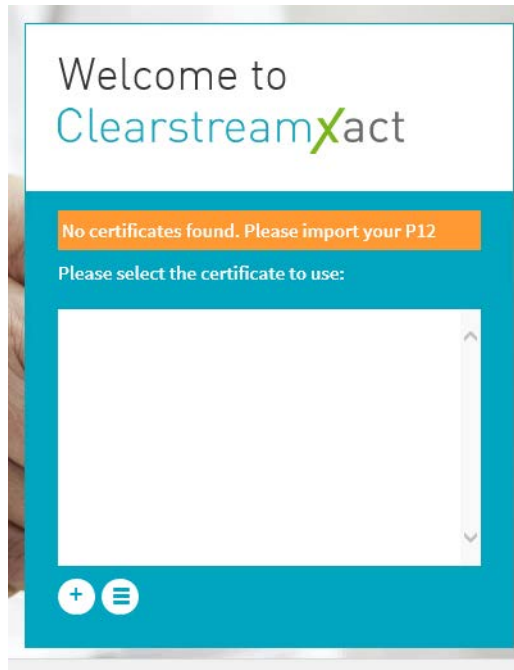 Welcome to
ClearstreamXact
No certificates found. Please import your P12
Please select the certificate to use: